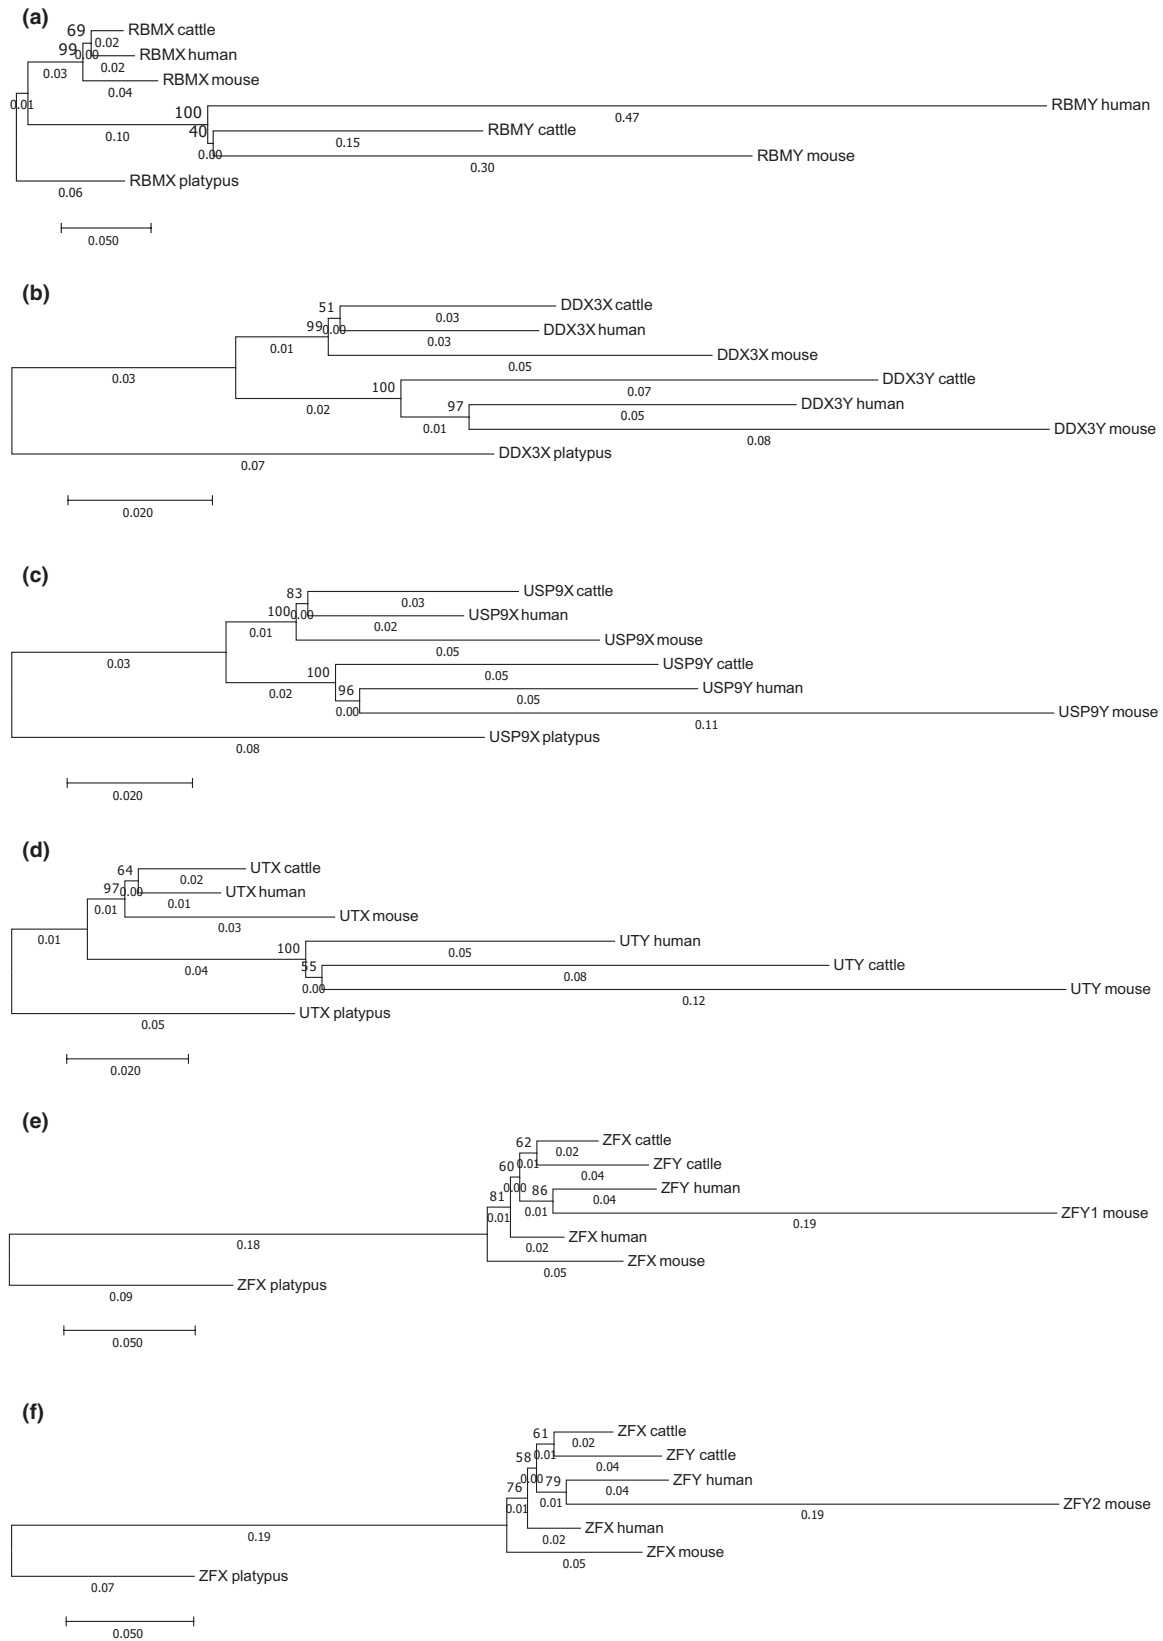 (a)
69
RBMX cattle
0.02
99
0.00
RBMX human
0.03
0.02
RBMX mouse
0.04
0.01
RBMY human
100
0.47
0.10
40
RBMY cattle
0.15
0.00
RBMY mouse
0.30
RBMX platypus
0.06
0.050
(b)
51
DDX3X cattle
0.03
99
0.00
DDX3X human
0.01
0.03
DDX3X mouse
0.05
0.03
DDX3Y cattle
100
0.07
0.02
97
DDX3Y human
0.05
0.01
DDX3Y mouse
0.08
DDX3X platypus
0.07
0.020
(c)
83
USP9X cattle
0.03
100
0.00
USP9X human
0.01
0.02
USP9X mouse
0.05
0.03
USP9Y cattle
100
0.05
0.02
96
USP9Y human
0.05
0.00
USP9Y mouse
0.11
USP9X platypus
0.08
0.020
(d)
64
UTX cattle
0.02
97
0.00
UTX human
0.01
0.01
UTX mouse
0.03
0.01
UTY human
100
0.05
0.04
55
UTY cattle
0.08
0.00
UTY mouse
0.12
UTX platypus
0.05
0.020
(e)
62
ZFX cattle
0.02
60
0.01
ZFY catlle
0.04
0.00
86
ZFY human
81
0.04
0.01
0.01
ZFY1 mouse
0.19
0.18
ZFX human
0.02
ZFX mouse
0.05
ZFX platypus
0.09
0.050
(f)
61
ZFX cattle
0.02
58
0.01
ZFY cattle
0.04
0.00
79
ZFY human
76
0.04
0.01
0.01
ZFY2 mouse
0.19
0.19
ZFX human
0.02
ZFX mouse
0.05
ZFX platypus
0.07
0.050